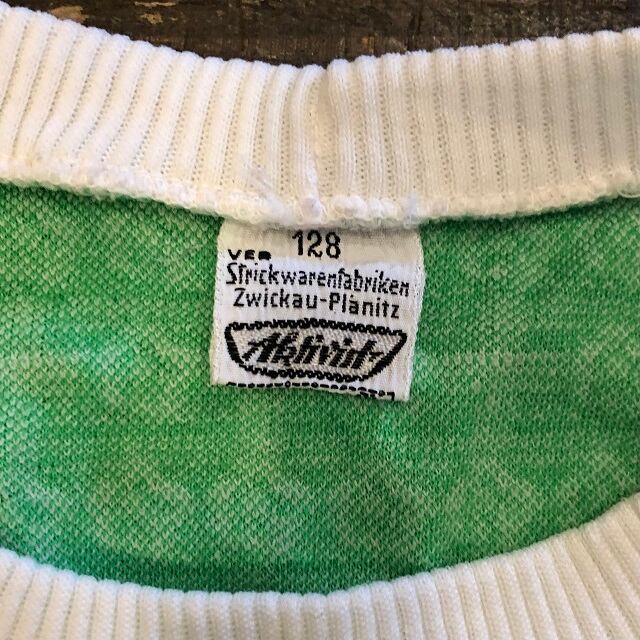 128
VEB
Strickwarenfabriken
Zwickau-Planitz
Aktivist